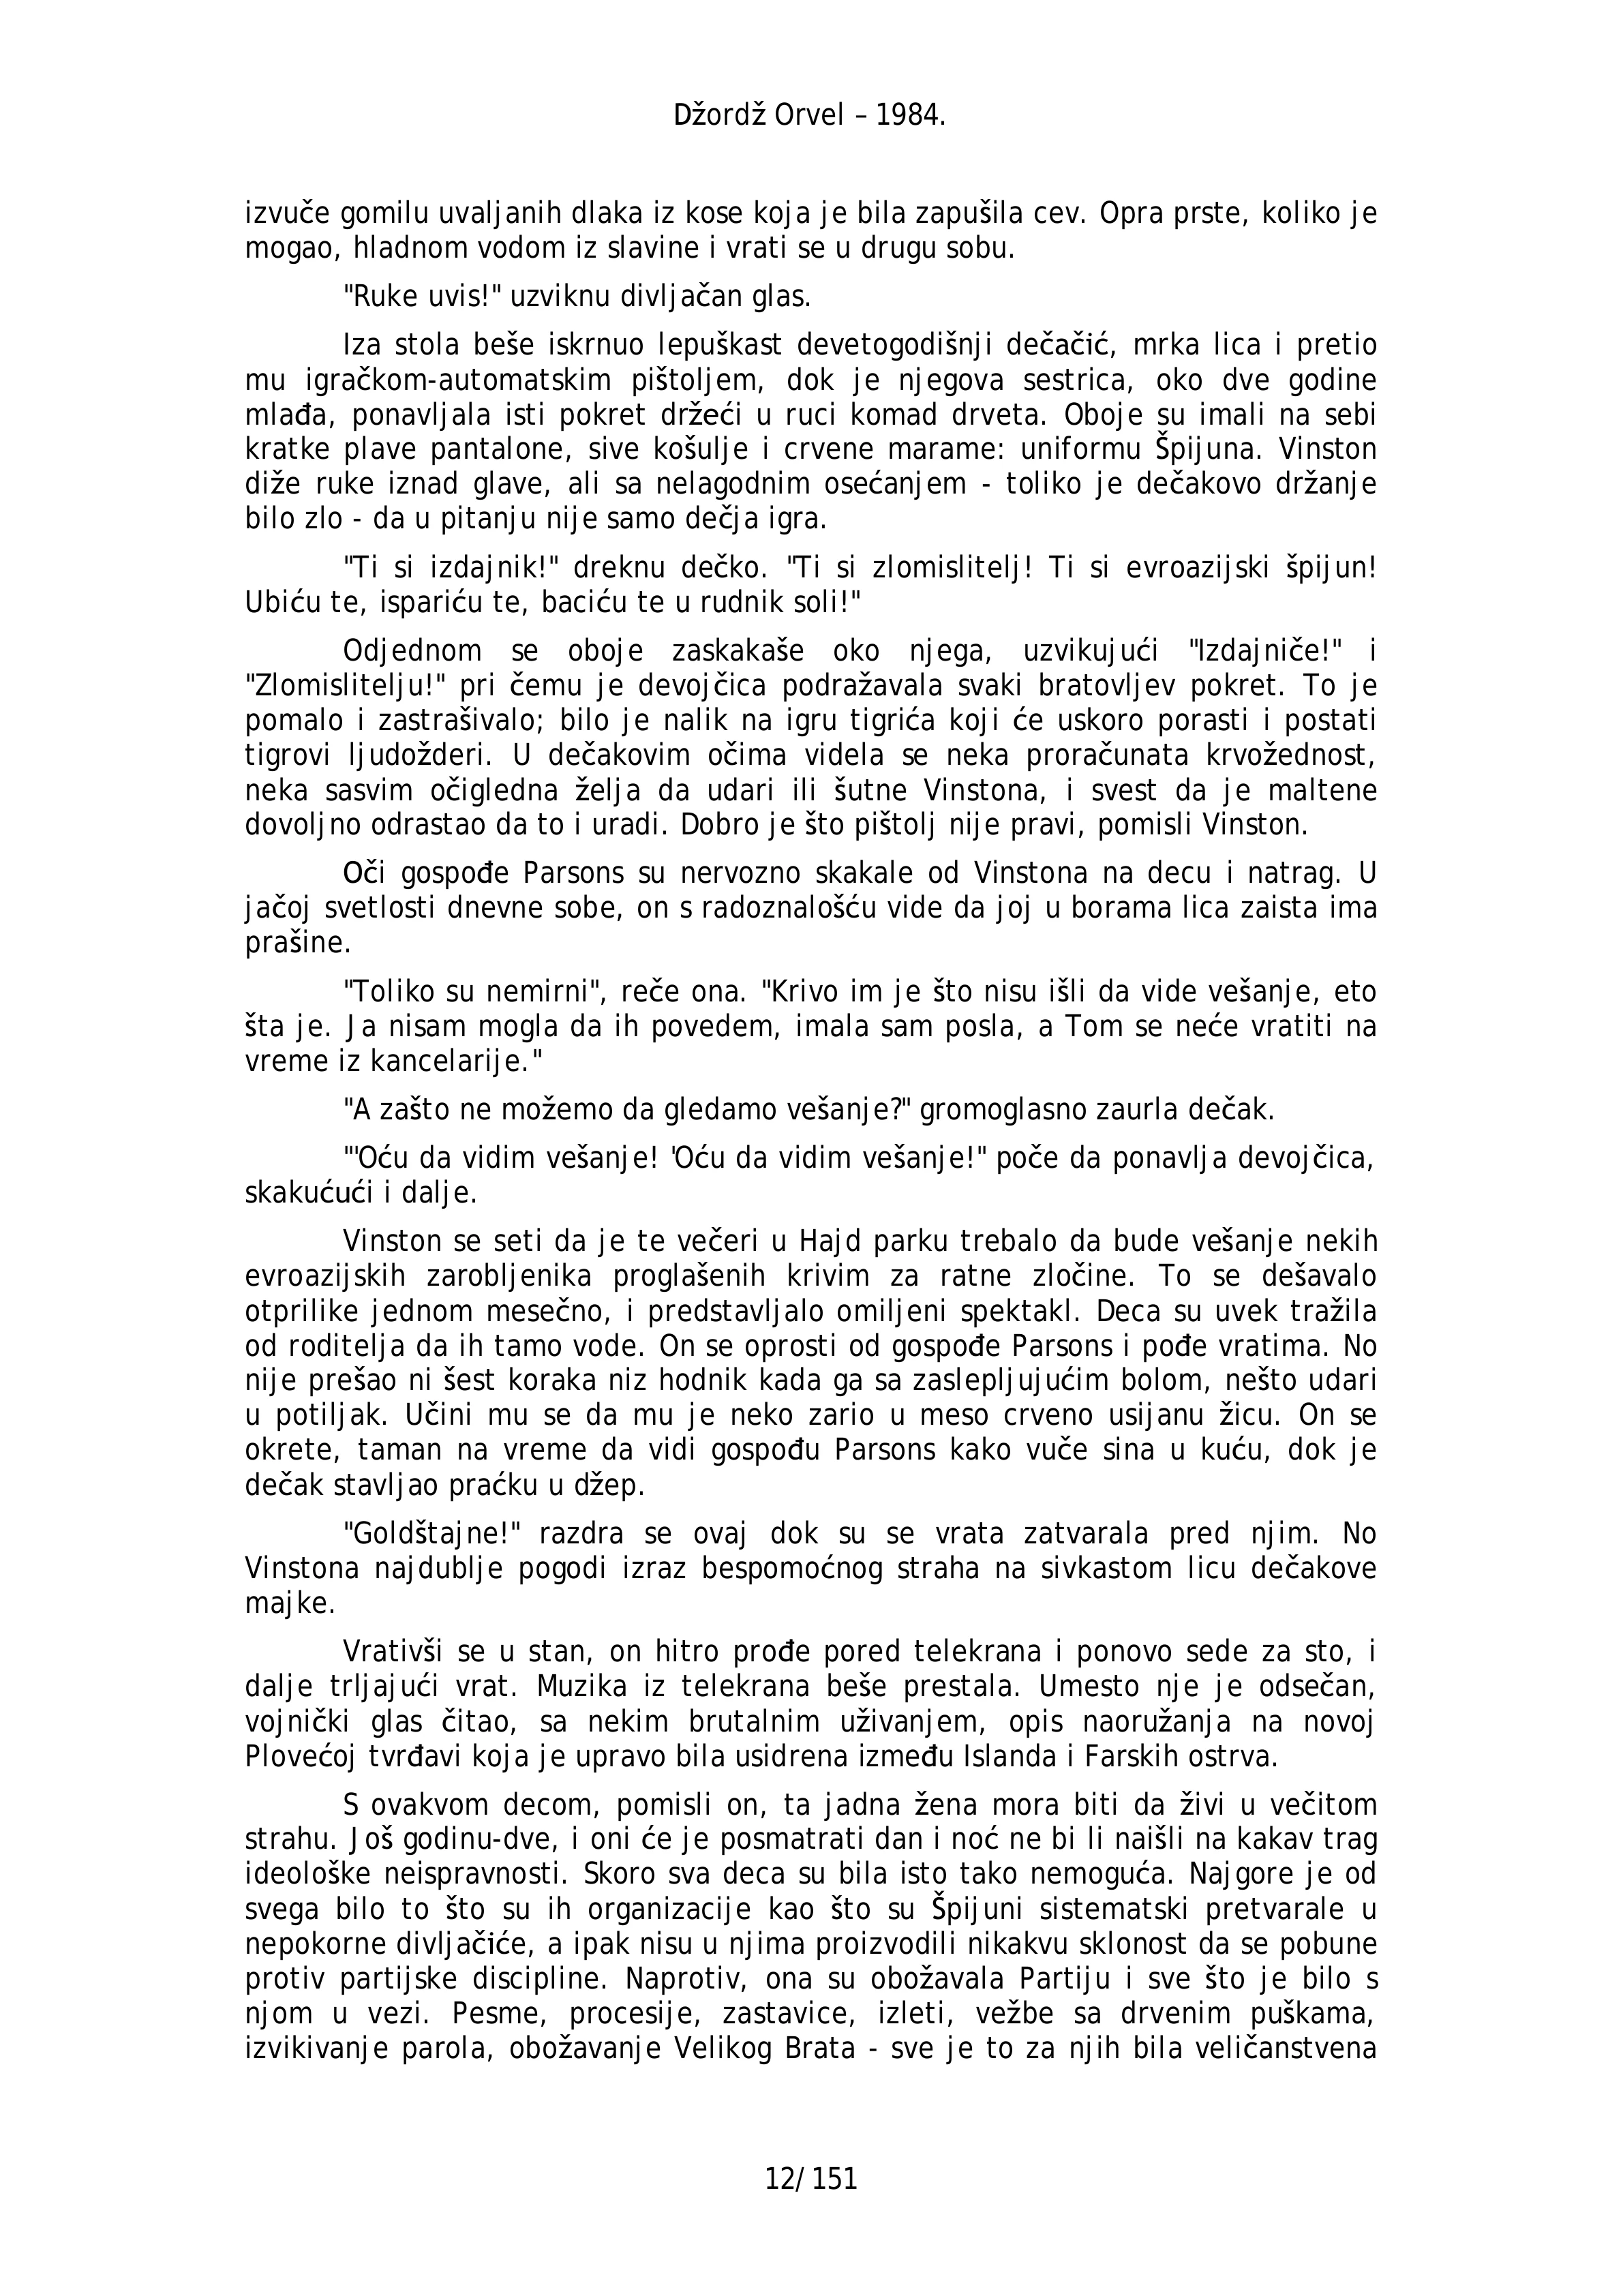 Džordž Orvel – 1984.
izvuče gomilu uvaljanih dlaka iz kose koja je bila zapušila cev. Opra prste, koliko je
mogao, hladnom vodom iz slavine i vrati se u drugu sobu.
"Ruke uvis!" uzviknu divljačan glas.
Iza stola beše iskrnuo lepuškast devetogodišnji dečačić, mrka lica i pretio
mu igračkom-automatskim pištoljem, dok je njegova sestrica, oko dve godine
mlađa, ponavljala isti pokret držeći u ruci komad drveta. Oboje su imali na sebi
kratke plave pantalone, sive košulje i crvene marame: uniformu Špijuna. Vinston
diže ruke iznad glave, ali sa nelagodnim osećanjem - toliko je dečakovo držanje
bilo zlo - da u pitanju nije samo dečja igra.
"Ti si izdajnik!" dreknu dečko. "Ti si zlomislitelj! Ti si evroazijski špijun!
Ubiću te, ispariću te, baciću te u rudnik soli!"
Odjednom se oboje zaskakaše oko njega, uzvikujući "Izdajniče!" i
"Zlomislitelju!" pri čemu je devojčica podražavala svaki bratovljev pokret. To je
pomalo i zastrašivalo; bilo je nalik na igru tigrića koji će uskoro porasti i postati
tigrovi ljudožderi. U dečakovim očima videla se neka proračunata krvožednost,
neka sasvim očigledna želja da udari ili šutne Vinstona, i svest da je maltene
dovoljno odrastao da to i uradi. Dobro je što pištolj nije pravi, pomisli Vinston.
Oči gospođe Parsons su nervozno skakale od Vinstona na decu i natrag. U
jačoj svetlosti dnevne sobe, on s radoznalošću vide da joj u borama lica zaista ima
prašine.
"Toliko su nemirni", reče ona. "Krivo im je što nisu išli da vide vešanje, eto
šta je. Ja nisam mogla da ih povedem, imala sam posla, a Tom se neće vratiti na
vreme iz kancelarije."
"A zašto ne možemo da gledamo vešanje?" gromoglasno zaurla dečak.
"'Oću da vidim vešanje! 'Oću da vidim vešanje!" poče da ponavlja devojčica,
skakućući i dalje.
Vinston se seti da je te večeri u Hajd parku trebalo da bude vešanje nekih
evroazijskih zarobljenika proglašenih krivim za ratne zločine. To se dešavalo
otprilike jednom mesečno, i predstavljalo omiljeni spektakl. Deca su uvek tražila
od roditelja da ih tamo vode. On se oprosti od gospođe Parsons i pođe vratima. No
nije prešao ni šest koraka niz hodnik kada ga sa zaslepljujućim bolom, nešto udari
u potiljak. Učini mu se da mu je neko zario u meso crveno usijanu žicu. On se
okrete, taman na vreme da vidi gospođu Parsons kako vuče sina u kuću, dok je
dečak stavljao praćku u džep.
"Goldštajne!" razdra se ovaj dok su se vrata zatvarala pred njim. No
Vinstona najdublje pogodi izraz bespomoćnog straha na sivkastom licu dečakove
majke.
Vrativši se u stan, on hitro prođe pored telekrana i ponovo sede za sto, i
dalje trljajući vrat. Muzika iz telekrana beše prestala. Umesto nje je odsečan,
vojnički glas čitao, sa nekim brutalnim uživanjem, opis naoružanja na novoj
Plovećoj tvrđavi koja je upravo bila usidrena između Islanda i Farskih ostrva.
S ovakvom decom, pomisli on, ta jadna žena mora biti da živi u večitom
strahu. Još godinu-dve, i oni će je posmatrati dan i noć ne bi li naišli na kakav trag
ideološke neispravnosti. Skoro sva deca su bila isto tako nemoguća. Najgore je od
svega bilo to što su ih organizacije kao što su Špijuni sistematski pretvarale u
nepokorne divljačiće, a ipak nisu u njima proizvodili nikakvu sklonost da se pobune
protiv partijske discipline. Naprotiv, ona su obožavala Partiju i sve što je bilo s
njom u vezi. Pesme, procesije, zastavice, izleti, vežbe sa drvenim puškama,
izvikivanje parola, obožavanje Velikog Brata - sve je to za njih bila veličanstvena
12/ 151